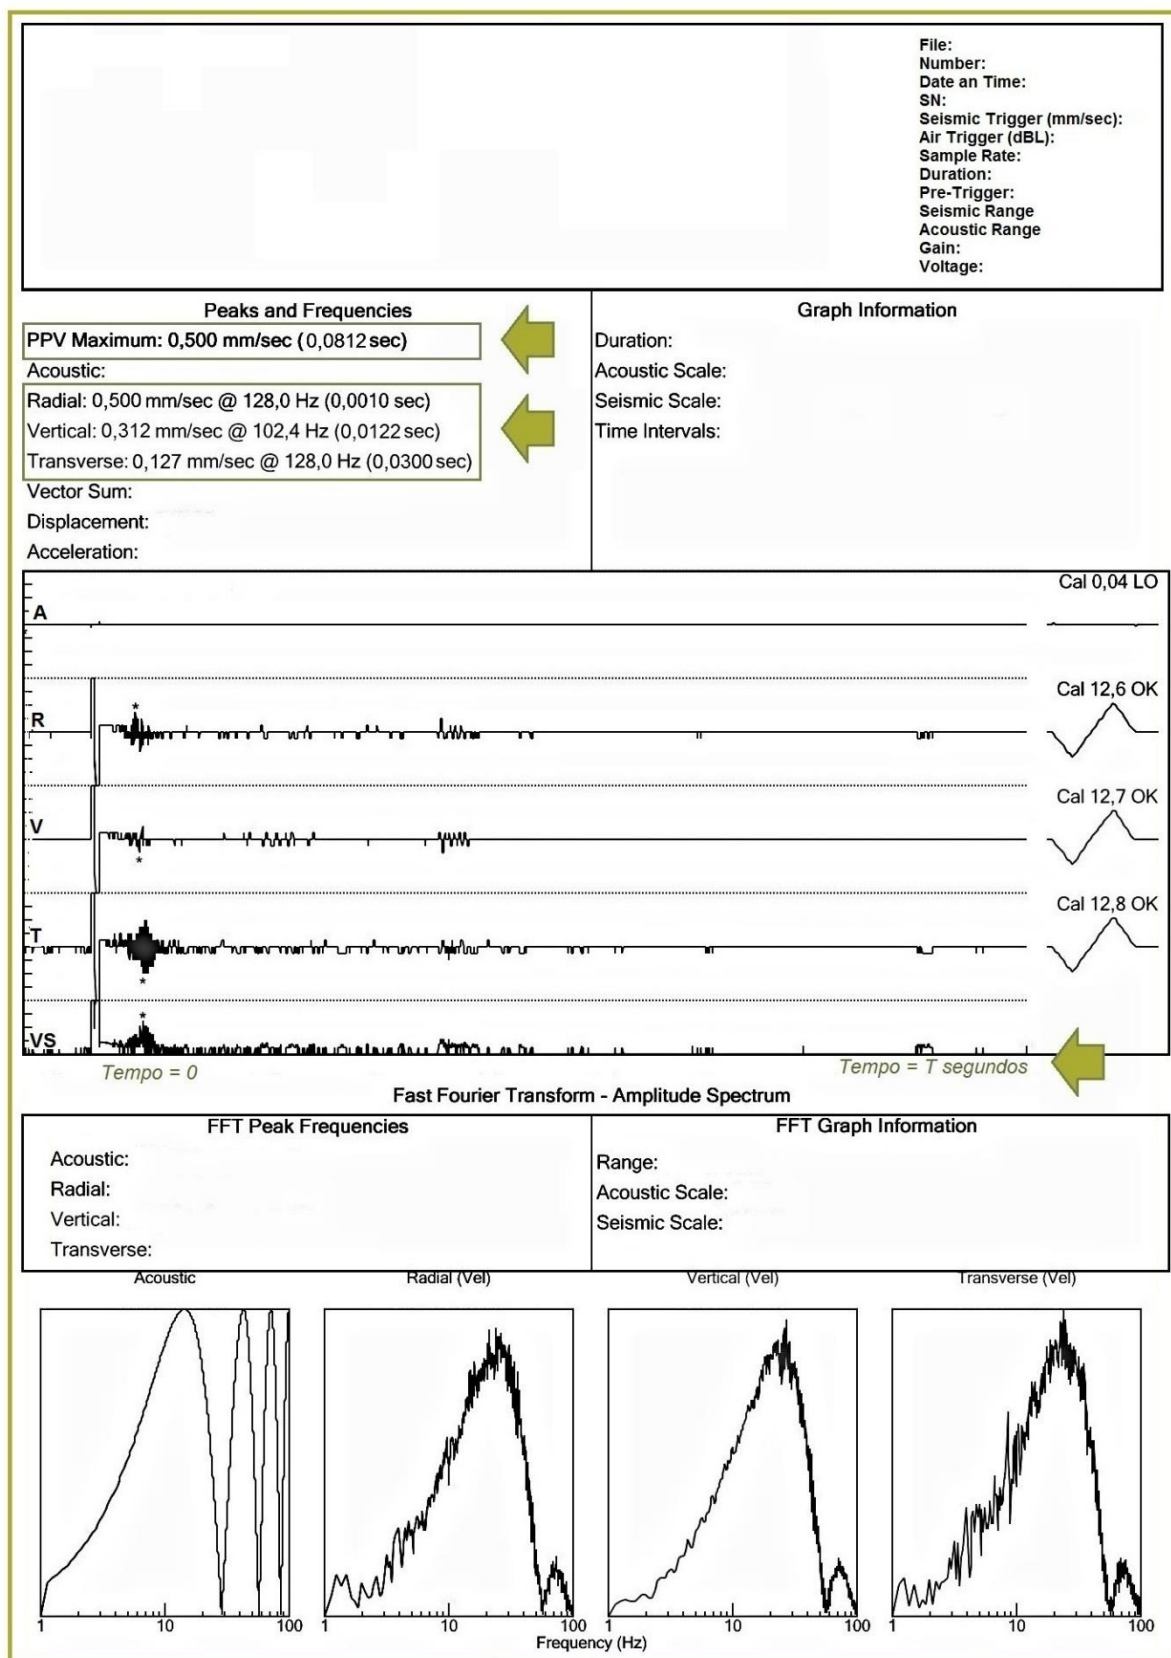 File:
Number:
Date an Time:
SN:
Seismic Trigger (mm/sec):
Air Trigger (dBL):
Sample Rate:
Duration:
Pre-Trigger:
Seismic Range
Acoustic Range
Gain:
Voltage:
Peaks and Frequencies
PPV Maximum: 0,500 mm/sec (0,0812 sec)
Acoustic:
Radial: 0,500 mm/sec @ 128,0 Hz (0,0010 sec)
Vertical: 0,312 mm/sec @ 102,4 Hz (0,0122 sec)
Transverse: 0,127 mm/sec @ 128,0 Hz (0,0300 sec)
Vector Sum:
Displacement:
Acceleration:
Graph Information
Duration:
Acoustic Scale:
Seismic Scale:
Time Intervals:
A
Cal 0,04 LO
R
*
Cal 12,6 OK
V
*
Cal 12,7 OK
T
*
Cal 12,8 OK
VS
*
Tempo = 0
Tempo = T segundos
Fast Fourier Transform - Amplitude Spectrum
FFT Peak Frequencies
Acoustic:
Radial:
Vertical:
Transverse:
FFT Graph Information
Range:
Acoustic Scale:
Seismic Scale:
Acoustic
Radial (Vel)
Vertical (Vel)
Transverse (Vel)
1 10 100
1 10 100
1 10 100
1 10 100
Frequency (Hz)